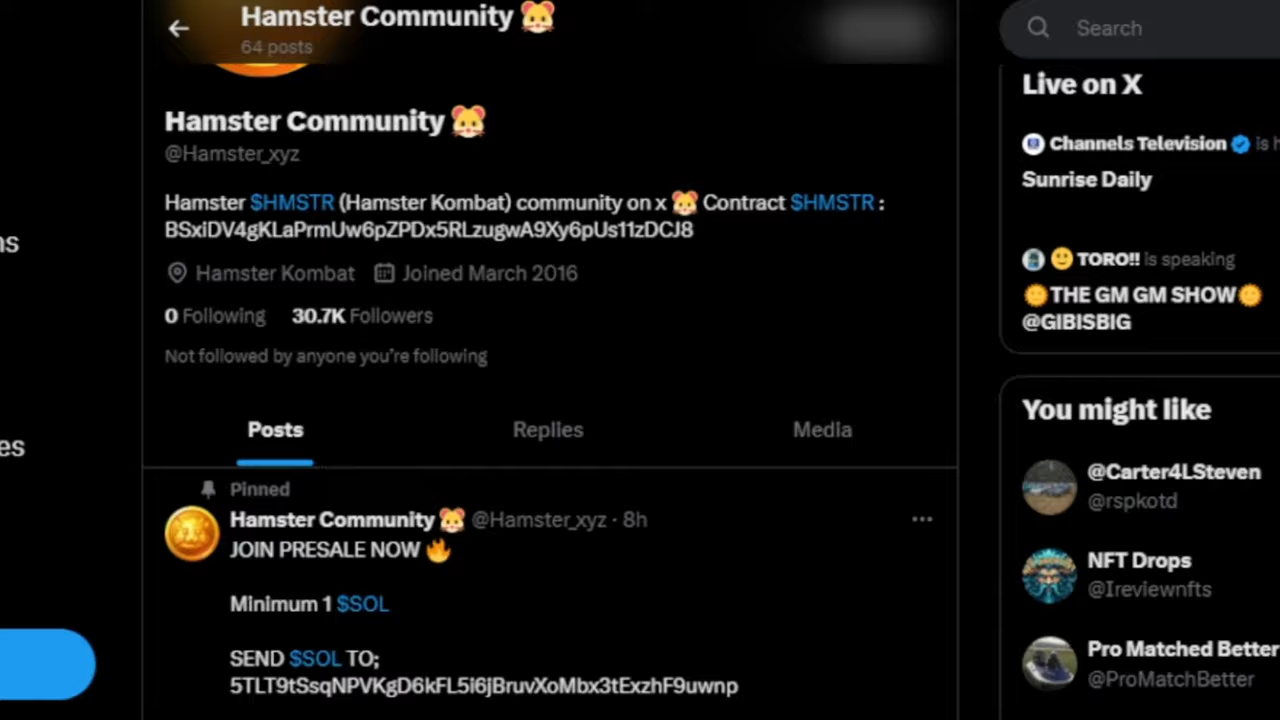 Hamster Community 🐹
64 posts
Hamster Community 🐹
@Hamster_xyz
Hamster $HMSTR (Hamster Kombat) community on x 🐹 Contract $HMSTR :
BSxiDV4gKLaPrmUw6pZPDx5RLzugwA9Xy6pUs11zDCJ8
Hamster Kombat Joined March 2016
0 Following 30.7K Followers
Not followed by anyone you're following
Posts Replies Media
Pinned
Hamster Community 🐹 @Hamster_xyz · 8h
JOIN PRESALE NOW 🔥
Minimum 1 $SOL
SEND $SOL TO;
5TLT9tSsqNPVKgD6kFL5i6jBruvXoMbx3tExzhF9uwnp
Search
Live on X
Channels Television is h
Sunrise Daily
🙂 TORO!! is speaking
🌞THE GM GM SHOW🌞
@GIBISBIG
You might like
@Carter4LSteven
@rspkotd
NFT Drops
@Ireviewnfts
Pro Matched Better
@ProMatchBetter
ns
es